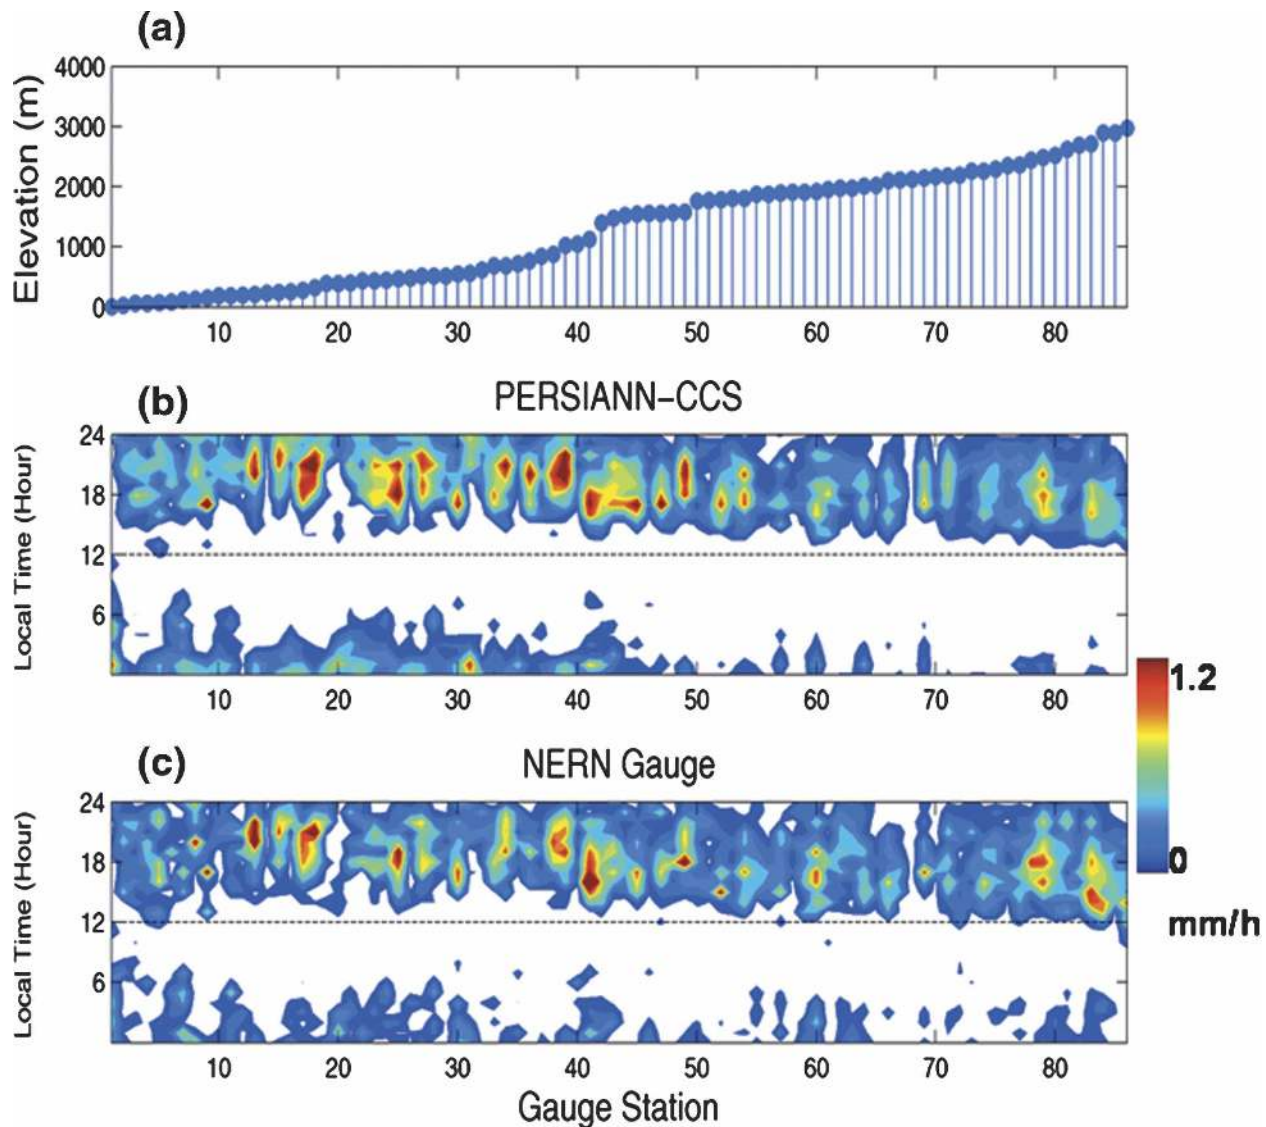 (a)
Elevation (m)
4000
3000
2000
1000
0
10 20 30 40 50 60 70 80
(b)
PERSIANN-CCS
Local Time (Hour)
24
18
12
6
10 20 30 40 50 60 70 80
1.2
0
mm/h
(c)
NERN Gauge
Local Time (Hour)
24
18
12
6
10 20 30 40 50 60 70 80
Gauge Station